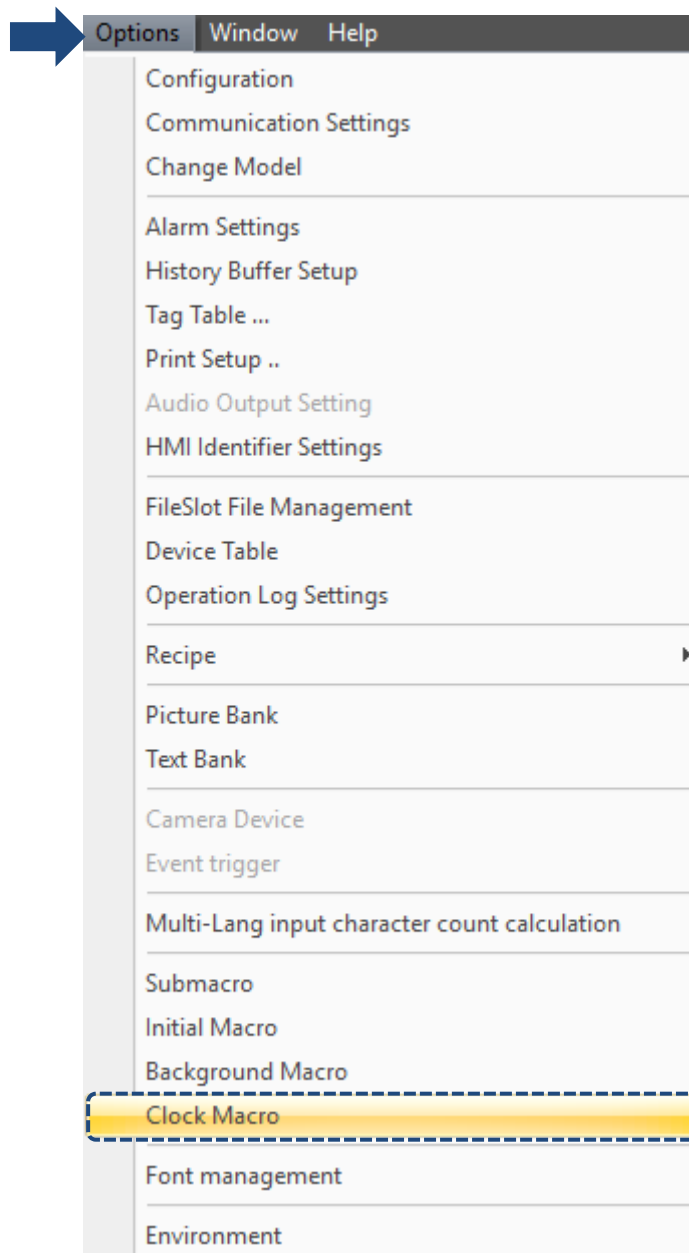 Options Window Help
Configuration
Communication Settings
Change Model
Alarm Settings
History Buffer Setup
Tag Table ...
Print Setup ..
Audio Output Setting
HMI Identifier Settings
FileSlot File Management
Device Table
Operation Log Settings
Recipe
Picture Bank
Text Bank
Camera Device
Event trigger
Multi-Lang input character count calculation
Submacro
Initial Macro
Background Macro
Clock Macro
Font management
Environment